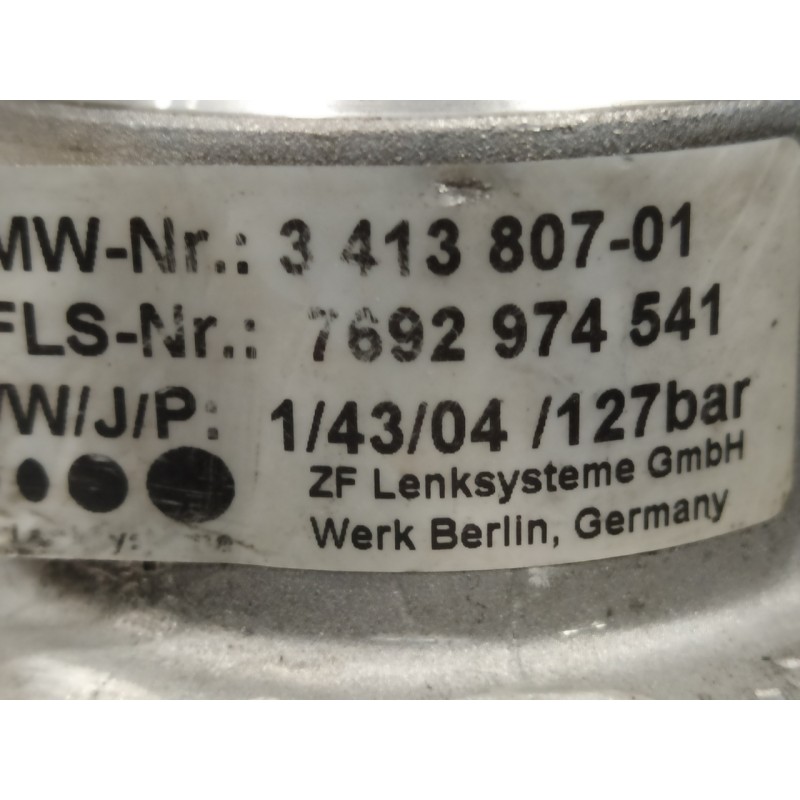 MW-Nr.: 3 413 807-01
FLS-Nr.: 7692 974 541
/W/J/P: 1/43/04 /127bar
ZF Lenksysteme GmbH
Werk Berlin, Germany